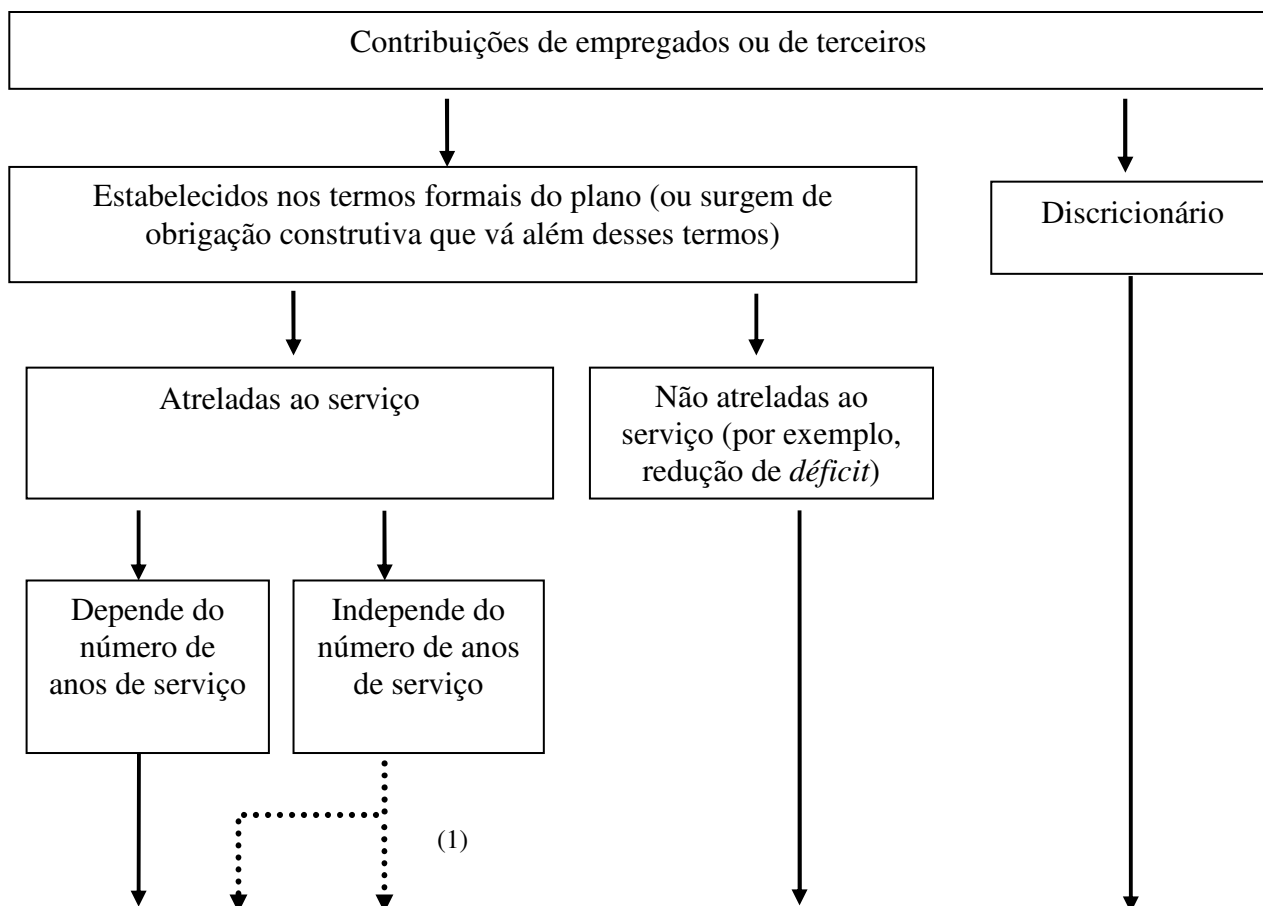 Contribuições de empregados ou de terceiros
Estabelecidos nos termos formais do plano (ou surgem de
obrigação construtiva que vá além desses termos)
Discricionário
Atreladas ao serviço
Não atreladas ao
serviço (por exemplo,
redução de déficit)
Depende do
número de
anos de serviço
Independe do
número de anos
de serviço
(1)